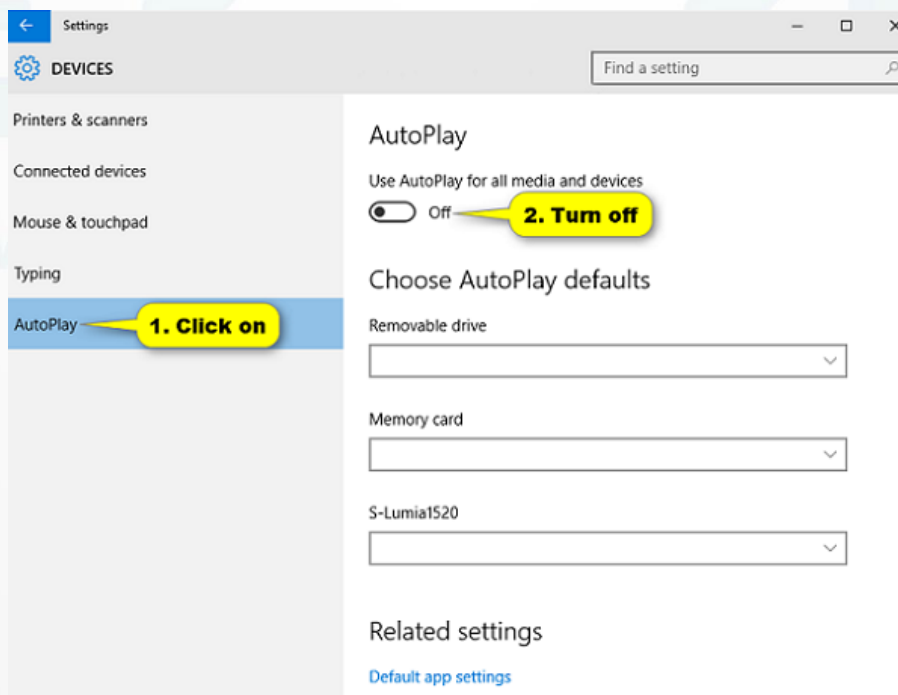 Settings
DEVICES
Find a setting
Printers & scanners
Connected devices
Mouse & touchpad
Typing
AutoPlay
1. Click on
AutoPlay
Use AutoPlay for all media and devices
Off
2. Turn off
Choose AutoPlay defaults
Removable drive
Memory card
S-Lumia1520
Related settings
Default app settings